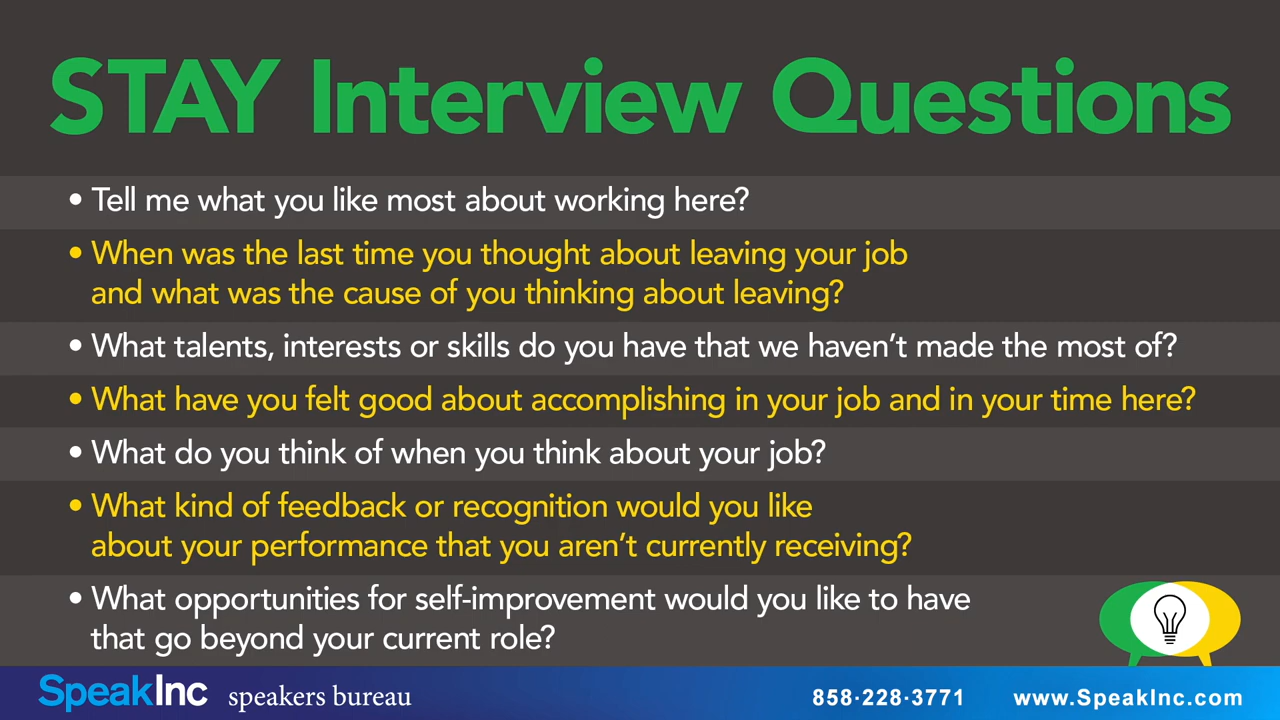 STAY Interview Questions
• Tell me what you like most about working here?
• When was the last time you thought about leaving your job
and what was the cause of you thinking about leaving?
• What talents, interests or skills do you have that we haven't made the most of?
• What have you felt good about accomplishing in your job and in your time here?
• What do you think of when you think about your job?
• What kind of feedback or recognition would you like
about your performance that you aren't currently receiving?
• What opportunities for self-improvement would you like to have
that go beyond your current role?
SpeakInc speakers bureau 858·228·3771 www.SpeakInc.com